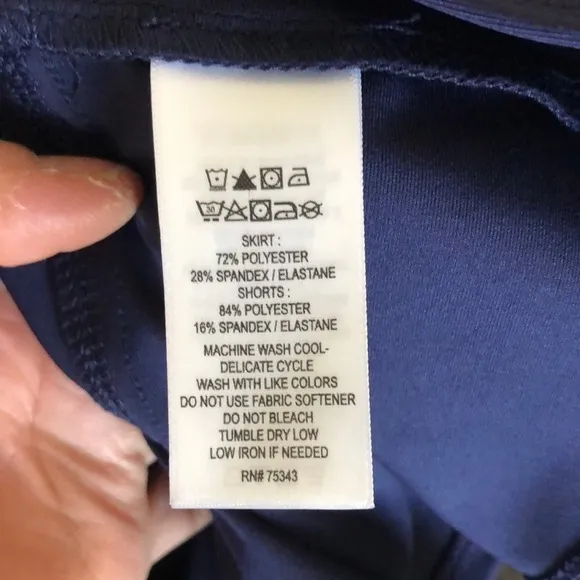 30
SKIRT :
72% POLYESTER
28% SPANDEX / ELASTANE
SHORTS :
84% POLYESTER
16% SPANDEX / ELASTANE
MACHINE WASH COOL-
DELICATE CYCLE
WASH WITH LIKE COLORS
DO NOT USE FABRIC SOFTENER
DO NOT BLEACH
TUMBLE DRY LOW
LOW IRON IF NEEDED
RN# 75343